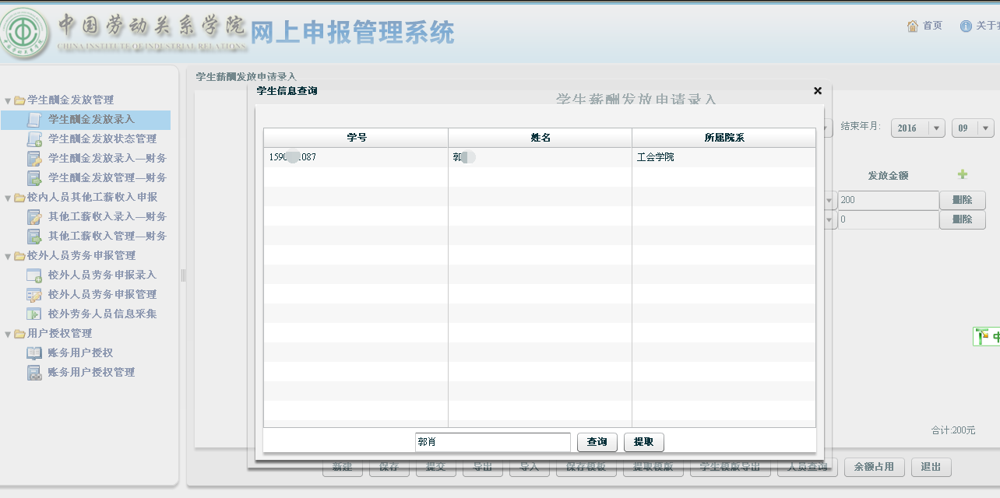 中国劳动关系学院
CHINA INSTITUTE OF INDUSTRIAL RELATIONS
网上申报管理系统
首页
关于
学生酬金发放管理
学生酬金发放录入
学生酬金发放状态管理
学生酬金发放录入—财务
学生酬金发放管理—财务
校内人员其他工薪收入申报
其他工薪收入录入—财务
其他工薪收入管理—财务
校外人员劳务申报管理
校外人员劳务申报录入
校外人员劳务申报管理
校外劳务人员信息采集
用户授权管理
账务用户授权
账务用户授权管理
学生薪酬发放申请录入
学生薪酬发放申请录入
结束年月: 2016 09
发放金额
200 删除
0 删除
合计:200元
学生信息查询
学号 姓名 所属院系
1590 1087 郭 工会学院
郭肖 查询 提取
新建 保存 提交 导出 导入 保存模板 提取模版 学生模版导出 人员查询 余额占用 退出